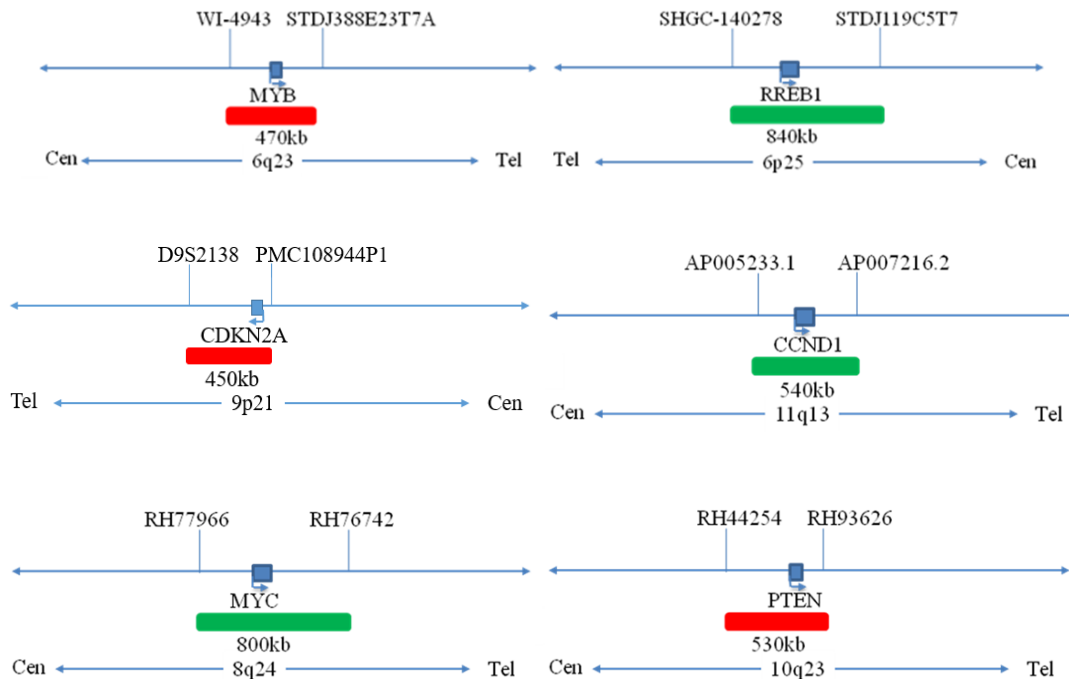 WI-4943 STDJ388E23T7A
MYB
470kb
Cen 6q23 Tel
SHGC-140278 STDJ119C5T7
RREB1
840kb
Tel 6p25 Cen
D9S2138 PMC108944P1
CDKN2A
450kb
Tel 9p21 Cen
AP005233.1 AP007216.2
CCND1
540kb
Cen 11q13 Tel
RH77966 RH76742
MYC
800kb
Cen 8q24 Tel
RH44254 RH93626
PTEN
530kb
Cen 10q23 Tel